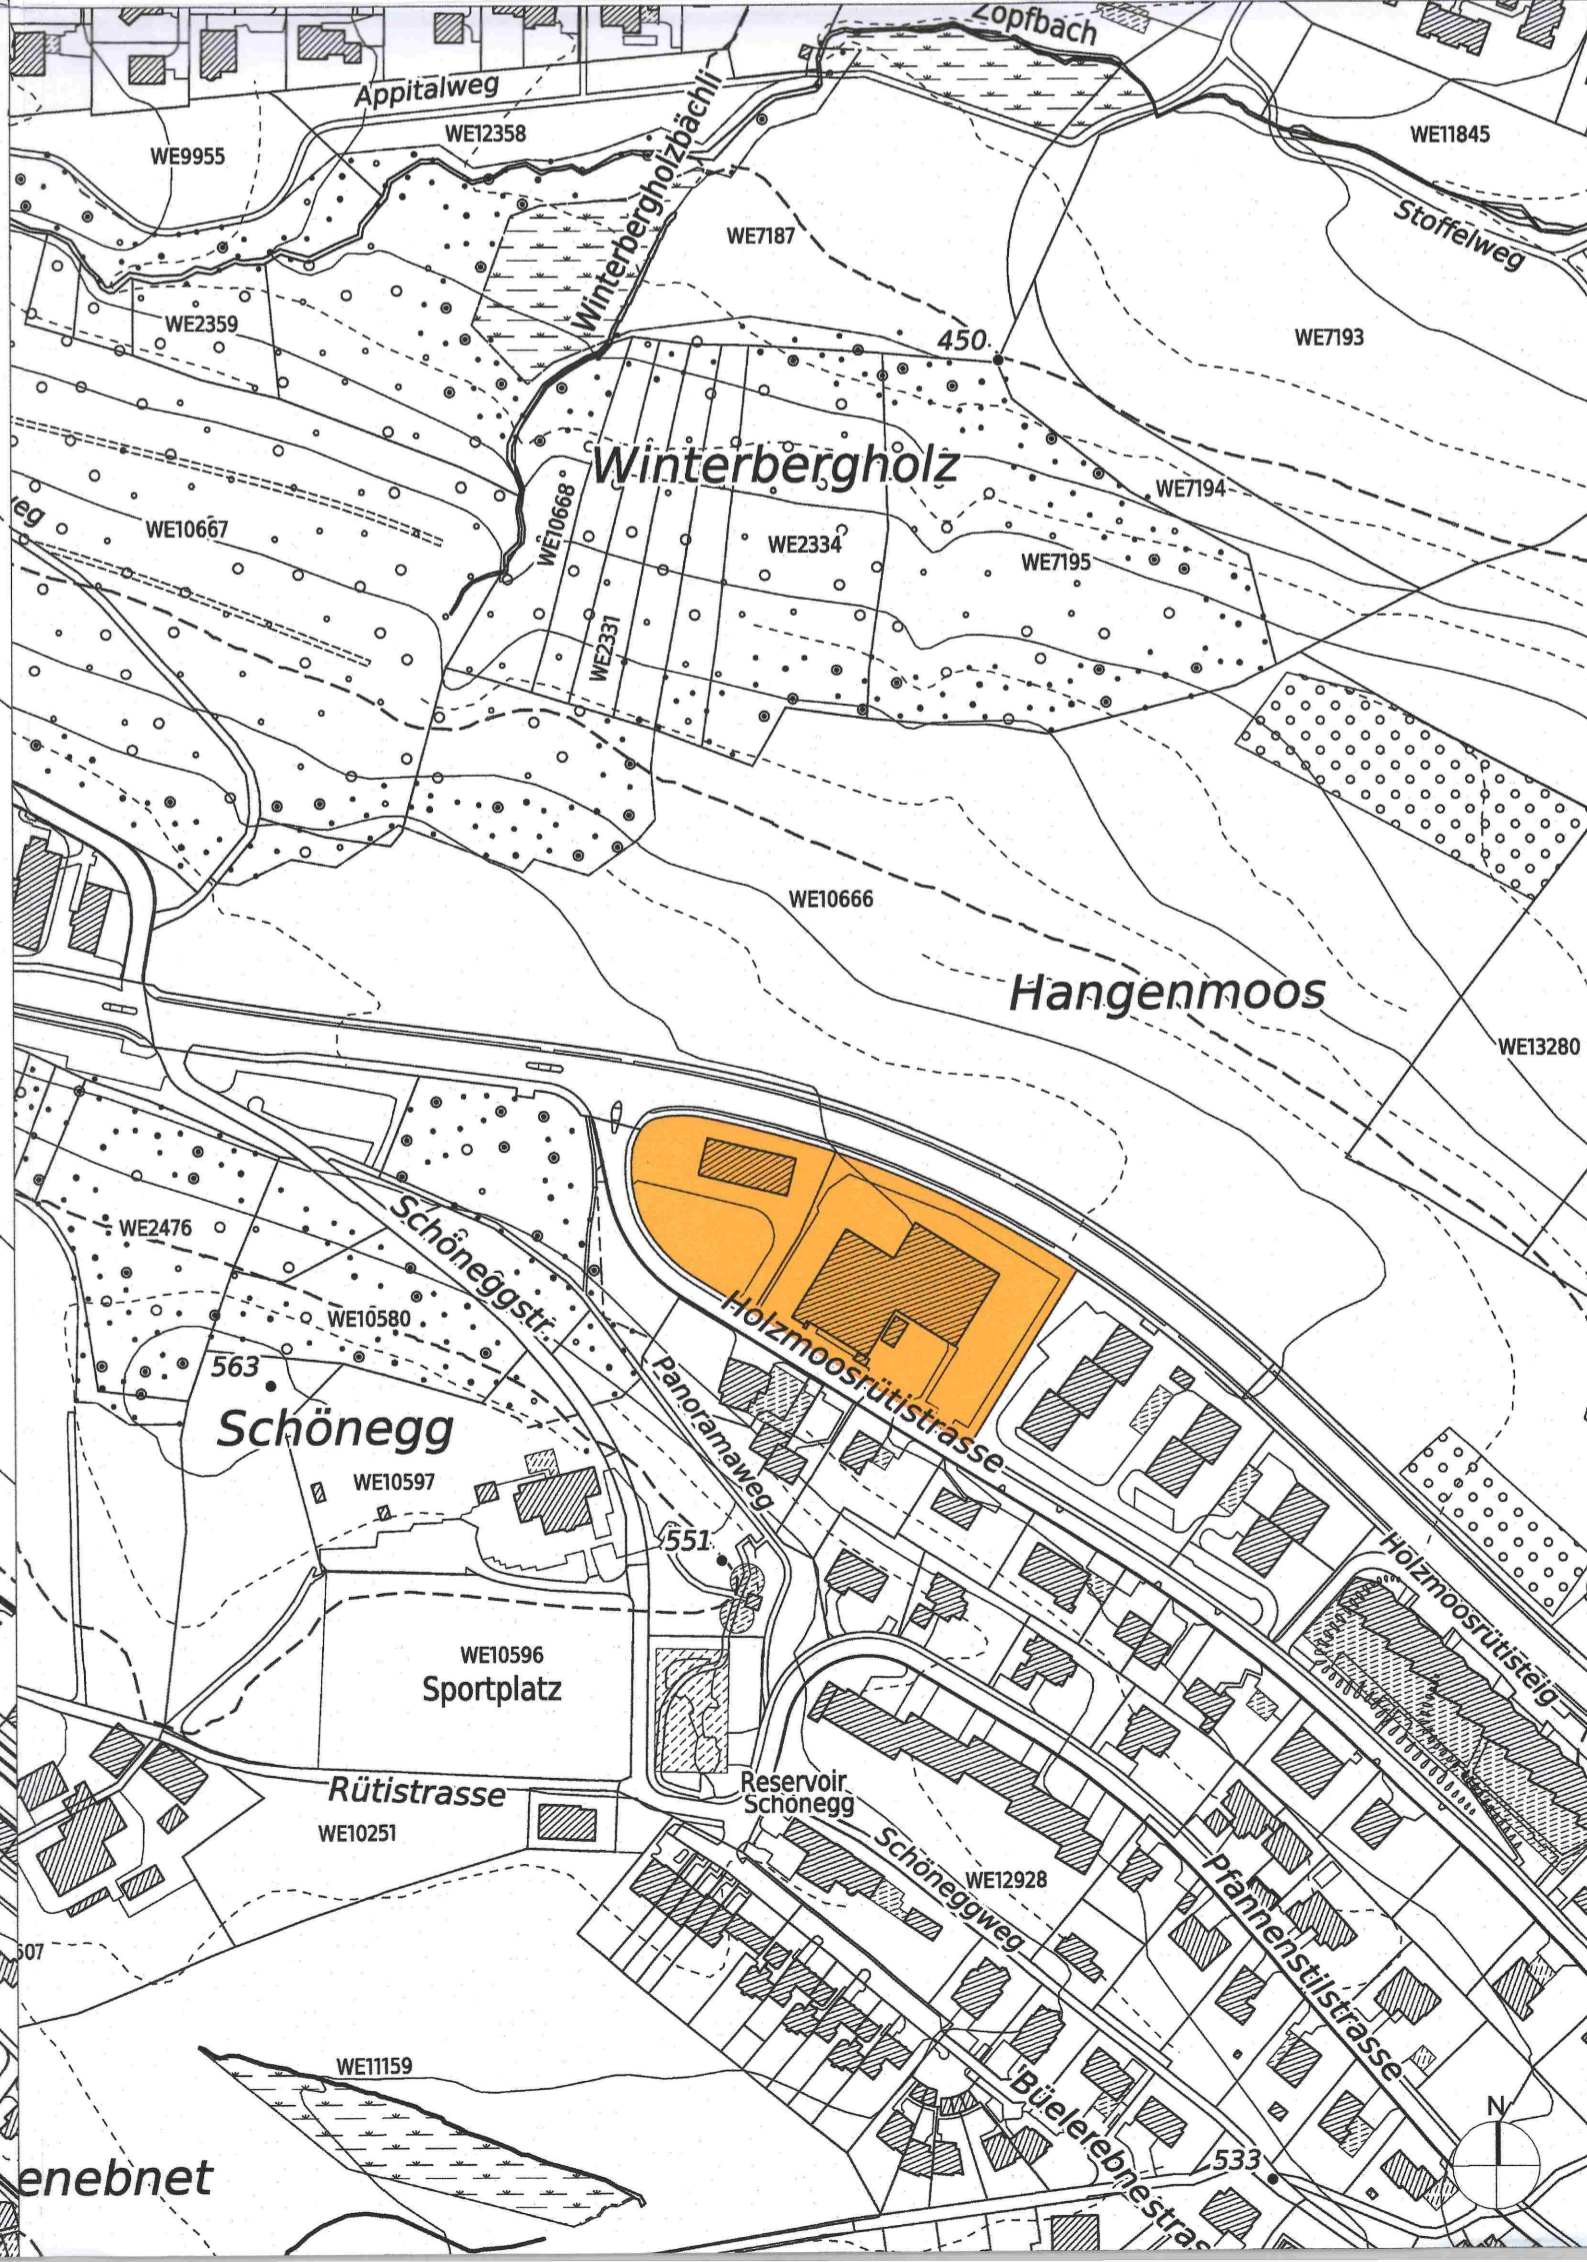 Zopfbach
Appitalweg
WE12358
WE9955
WE11845
Winterbergholzbächli
WE7187
Stoffelweg
WE2359
450
WE7193
Winterbergholz
WE7194
WE10667
WE10668
WE2334
WE7195
WE2331
WE10666
Hangenmoos
WE13280
WE2476
Schöneggstr.
WE10580
Holzmoosrütistrasse
563
Panoramaweg
Schönegg
WE10597
551
Holzmoosrütisteig
WE10596
Sportplatz
Rütistrasse
Reservoir
Schönegg
WE10251
Schöneggweg
WE12928
Pfannenstilstrasse
507
WE11159
Büelerebnestras
N
533
enebnet